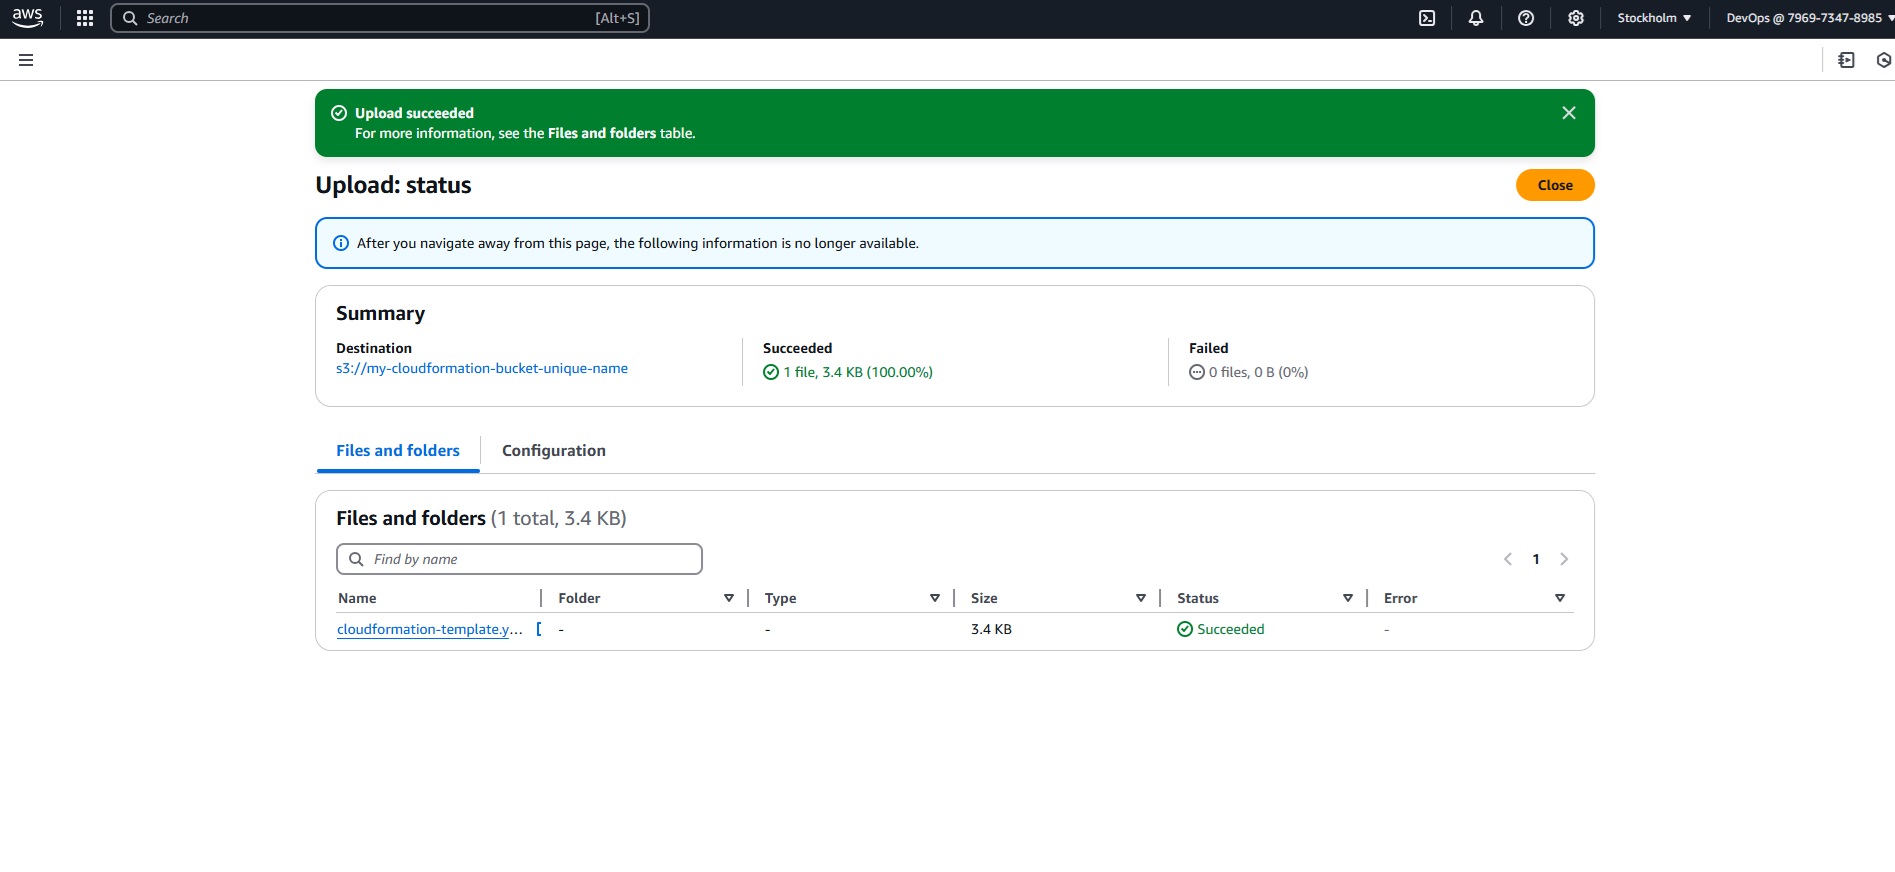 aws
Search [Alt+S]
Stockholm
DevOps @ 7969-7347-8985
Upload succeeded
For more information, see the Files and folders table.
Upload: status
Close
After you navigate away from this page, the following information is no longer available.
Summary
Destination
s3://my-cloudformation-bucket-unique-name
Succeeded
1 file, 3.4 KB (100.00%)
Failed
0 files, 0 B (0%)
Files and folders
Configuration
Files and folders (1 total, 3.4 KB)
Find by name
1
Name Folder Type Size Status Error
cloudformation-template.y... - - 3.4 KB Succeeded -